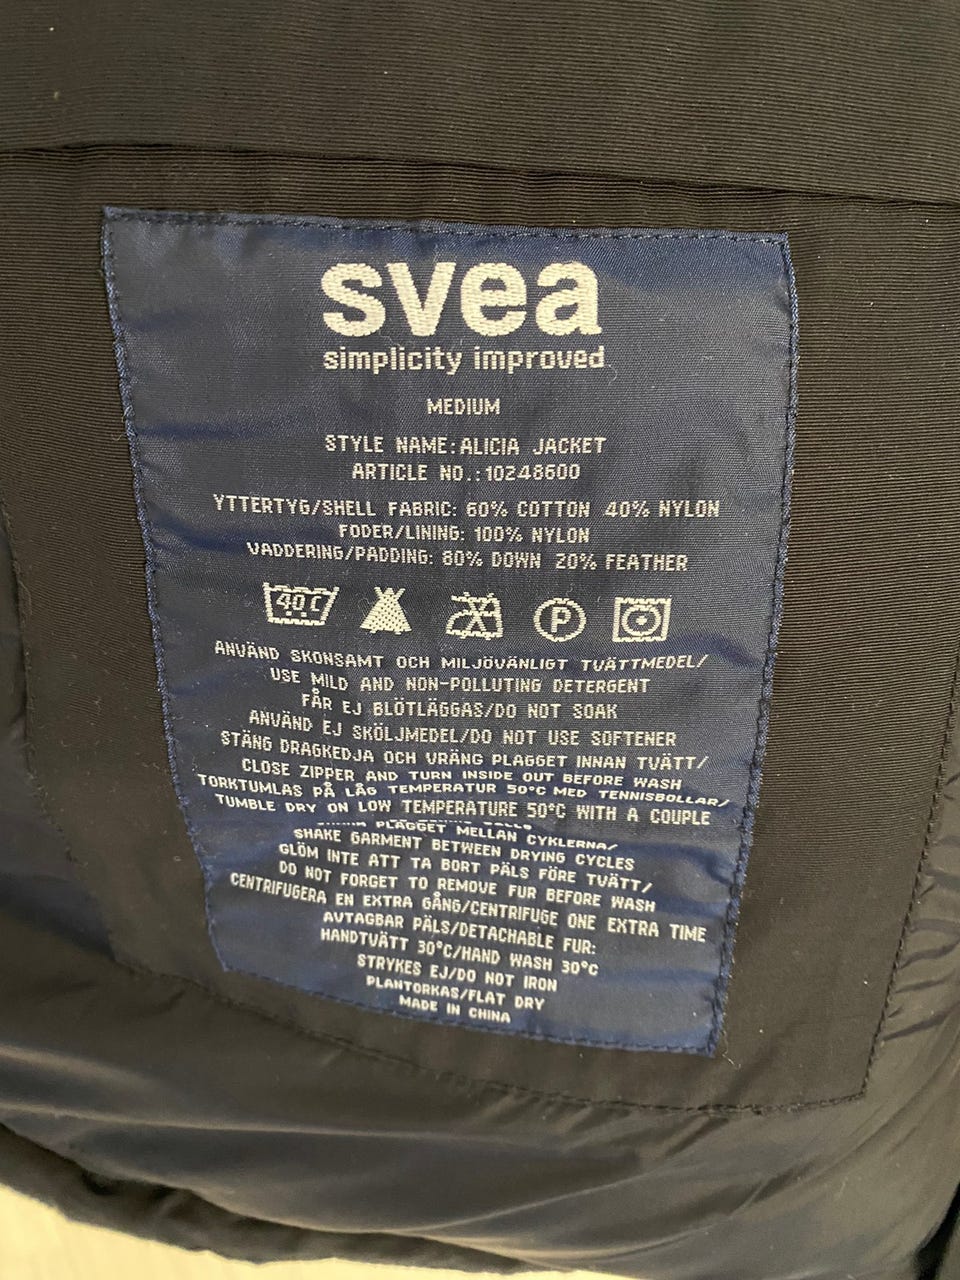 svea
simplicity improved
MEDIUM
STYLE NAME: ALICIA JACKET
ARTICLE NO.: 10248600
YTTERTYG/SHELL FABRIC: 60% COTTON 40% NYLON
FODER/LINING: 100% NYLON
VADDERING/PADDING: 80% DOWN 20% FEATHER
40 C P
ANVÄND SKONSAMT OCH MILJÖVÄNLIGT TVÄTTMEDEL/
USE MILD AND NON-POLLUTING DETERGENT
FÅR EJ BLÖTLÄGGAS/DO NOT SOAK
ANVÄND EJ SKÖLJMEDEL/DO NOT USE SOFTENER
STÄNG DRAGKEDJA OCH VRÄNG PLAGGET INNAN TVÄTT/
CLOSE ZIPPER AND TURN INSIDE OUT BEFORE WASH
TORKTUMLAS PÅ LÅG TEMPERATUR 50°C MED TENNISBOLLAR/
TUMBLE DRY ON LOW TEMPERATURE 50°C WITH A COUPLE
PLAGGET MELLAN CYKLERNA/
SHAKE GARMENT BETWEEN DRYING CYCLES
GLÖM INTE ATT TA BORT PÄLS FÖRE TVÄTT/
DO NOT FORGET TO REMOVE FUR BEFORE WASH
CENTRIFUGERA EN EXTRA GÅNG/CENTRIFUGE ONE EXTRA TIME
AVTAGBAR PÄLS/DETACHABLE FUR:
HANDTVÄTT 30°C/HAND WASH 30°C
STRYKES EJ/DO NOT IRON
PLANTORKAS/FLAT DRY
MADE IN CHINA